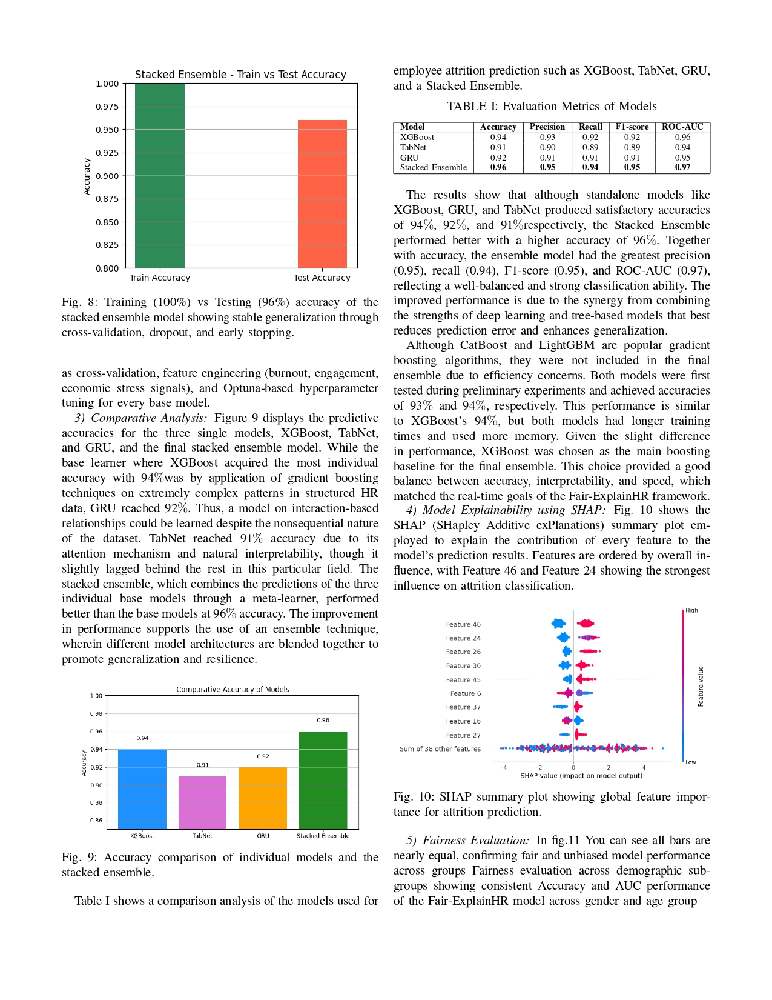 Stacked Ensemble - Train vs Test Accuracy
1.000
0.975
0.950
0.925
0.900
0.875
0.850
0.825
0.800
Accuracy
Train Accuracy
Test Accuracy
Fig. 8: Training (100%) vs Testing (96%) accuracy of the
stacked ensemble model showing stable generalization through
cross-validation, dropout, and early stopping.
as cross-validation, feature engineering (burnout, engagement,
economic stress signals), and Optuna-based hyperparameter
tuning for every base model.
3) Comparative Analysis: Figure 9 displays the predictive
accuracies for the three single models, XGBoost, TabNet,
and GRU, and the final stacked ensemble model. While the
base learner where XGBoost acquired the most individual
accuracy with 94%was by application of gradient boosting
techniques on extremely complex patterns in structured HR
data, GRU reached 92%. Thus, a model on interaction-based
relationships could be learned despite the nonsequential nature
of the dataset. TabNet reached 91% accuracy due to its
attention mechanism and natural interpretability, though it
slightly lagged behind the rest in this particular field. The
stacked ensemble, which combines the predictions of the three
individual base models through a meta-learner, performed
better than the base models at 96% accuracy. The improvement
in performance supports the use of an ensemble technique,
wherein different model architectures are blended together to
promote generalization and resilience.
Comparative Accuracy of Models
1.00
0.98
0.96
0.94
0.92
0.90
0.88
0.86
Accuracy
0.94
0.91
0.92
0.96
XGBoost
TabNet
GRU
Stacked Ensemble
Fig. 9: Accuracy comparison of individual models and the
stacked ensemble.
Table I shows a comparison analysis of the models used for
employee attrition prediction such as XGBoost, TabNet, GRU,
and a Stacked Ensemble.
TABLE I: Evaluation Metrics of Models
Model Accuracy Precision Recall F1-score ROC-AUC
XGBoost 0.94 0.93 0.92 0.92 0.96
TabNet 0.91 0.90 0.89 0.89 0.94
GRU 0.92 0.91 0.91 0.91 0.95
Stacked Ensemble 0.96 0.95 0.94 0.95 0.97
The results show that although standalone models like
XGBoost, GRU, and TabNet produced satisfactory accuracies
of 94%, 92%, and 91%respectively, the Stacked Ensemble
performed better with a higher accuracy of 96%. Together
with accuracy, the ensemble model had the greatest precision
(0.95), recall (0.94), F1-score (0.95), and ROC-AUC (0.97),
reflecting a well-balanced and strong classification ability. The
improved performance is due to the synergy from combining
the strengths of deep learning and tree-based models that best
reduces prediction error and enhances generalization.
Although CatBoost and LightGBM are popular gradient
boosting algorithms, they were not included in the final
ensemble due to efficiency concerns. Both models were first
tested during preliminary experiments and achieved accuracies
of 93% and 94%, respectively. This performance is similar
to XGBoost's 94%, but both models had longer training
times and used more memory. Given the slight difference
in performance, XGBoost was chosen as the main boosting
baseline for the final ensemble. This choice provided a good
balance between accuracy, interpretability, and speed, which
matched the real-time goals of the Fair-ExplainHR framework.
4) Model Explainability using SHAP: Fig. 10 shows the
SHAP (SHapley Additive exPlanations) summary plot em-
ployed to explain the contribution of every feature to the
model's prediction results. Features are ordered by overall in-
fluence, with Feature 46 and Feature 24 showing the strongest
influence on attrition classification.
Feature 46
Feature 24
Feature 26
Feature 30
Feature 45
Feature 6
Feature 37
Feature 16
Feature 27
Sum of 38 other features
−4 −2 0 2 4
SHAP value (impact on model output)
High
Low
Feature value
Fig. 10: SHAP summary plot showing global feature impor-
tance for attrition prediction.
5) Fairness Evaluation: In fig.11 You can see all bars are
nearly equal, confirming fair and unbiased model performance
across groups Fairness evaluation across demographic sub-
groups showing consistent Accuracy and AUC performance
of the Fair-ExplainHR model across gender and age group